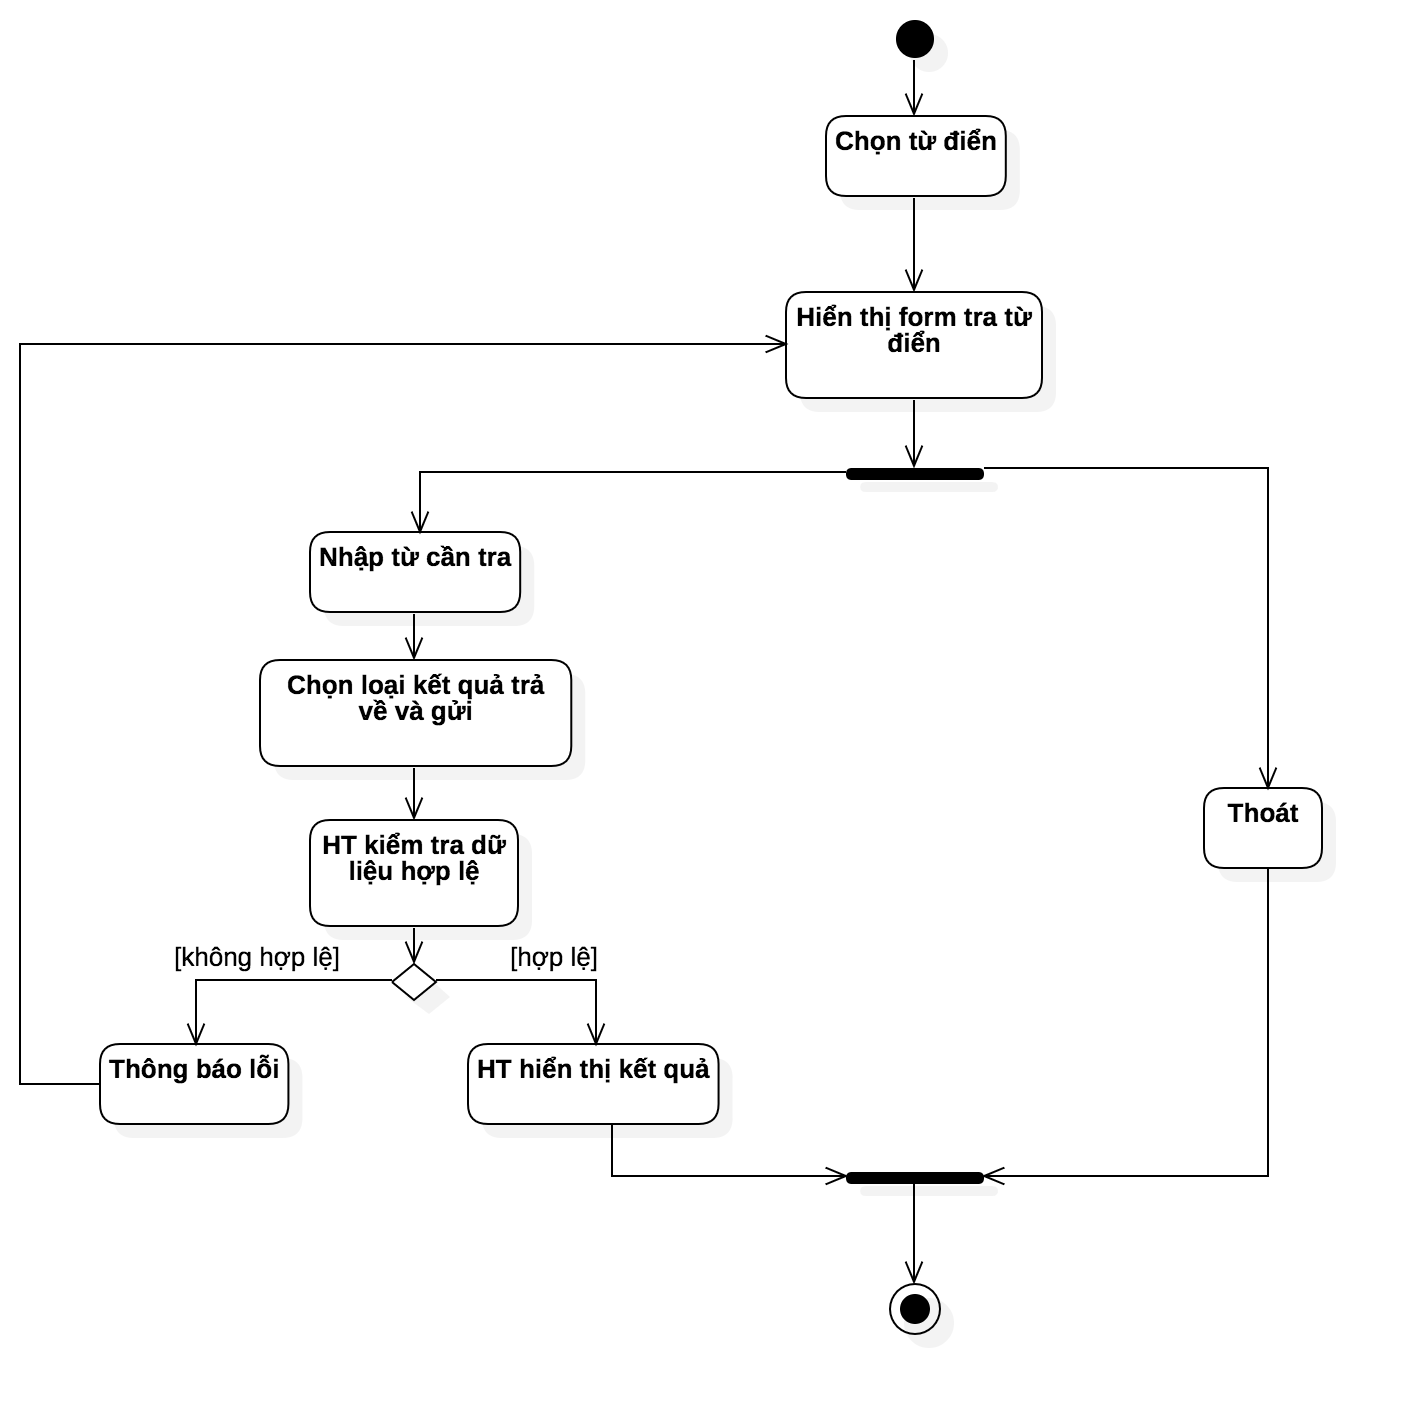 Chọn từ điển
Hiển thị form tra từ
điển
Nhập từ cần tra
Chọn loại kết quả trả
về và gửi
HT kiểm tra dữ
liệu hợp lệ
Thoát
[không hợp lệ]
[hợp lệ]
Thông báo lỗi
HT hiển thị kết quả